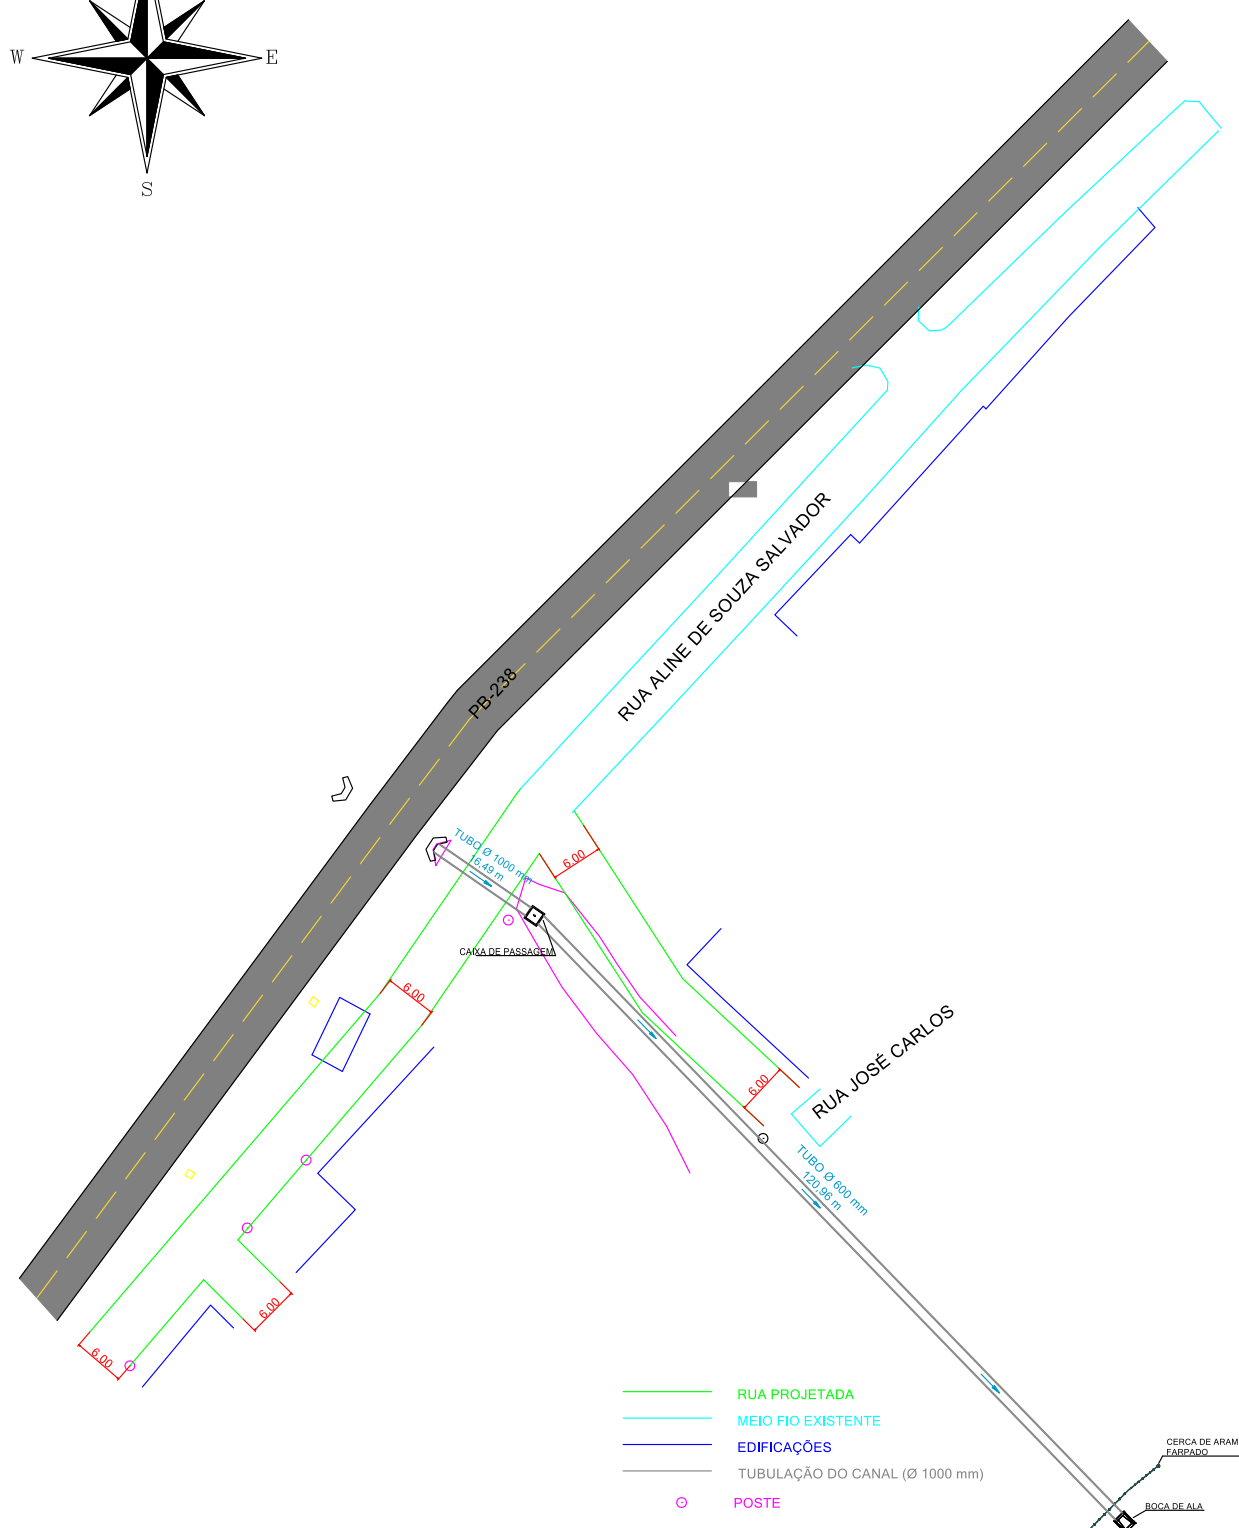 W
E
S
RUA ALINE DE SOUZA SALVADOR
PB-238
TUBO Ø 1000 mm
16,49 m
6.00
CAIXA DE PASSAGEM
6.00
RUA JOSÉ CARLOS
6.00
TUBO Ø 600 mm
120,96 m
6.00
6.00
RUA PROJETADA
MEIO FIO EXISTENTE
EDIFICAÇÕES
TUBULAÇÃO DO CANAL (Ø 1000 mm)
POSTE
CERCA DE ARAM
FARPADO
BOCA DE ALA